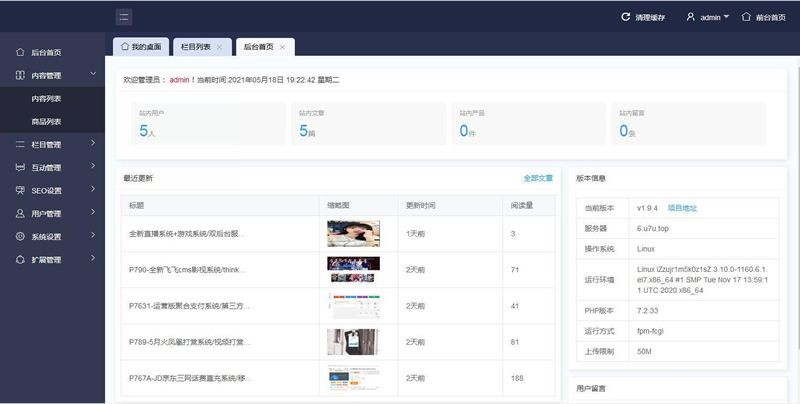 清理缓存
admin
前台首页
后台首页
内容管理
内容列表
商品列表
栏目管理
互动管理
SEO设置
用户管理
系统设置
扩展管理
我的桌面
栏目列表
后台首页
欢迎管理员：admin！当前时间:2021年05月18日 19:22:42 星期二
站内用户
5人
站内文章
5篇
站内产品
0件
站内留言
0条
最近更新 全部文章
标题 缩略图 更新时间 阅读量
全新直播系统+游戏系统/双后台服... 1天前 3
P790-全新飞飞cms影视系统/think... 2天前 71
P7631-运营版聚合支付系统/第三方... 2天前 41
P789-5月火凤凰打赏系统/视频打赏... 2天前 81
P767A-JD京东三网话费直充系统/移... 2天前 188
版本信息
当前版本 v1.9.4 项目地址
服务器 6.u7u.top
操作系统 Linux
运行环境 Linux iZzujr1m5k0z1sZ 3.10.0-1160.6.1.
el7.x86_64 #1 SMP Tue Nov 17 13:59:1
1 UTC 2020 x86_64
PHP版本 7.2.33
运行方式 fpm-fcgi
上传限制 50M
用户留言